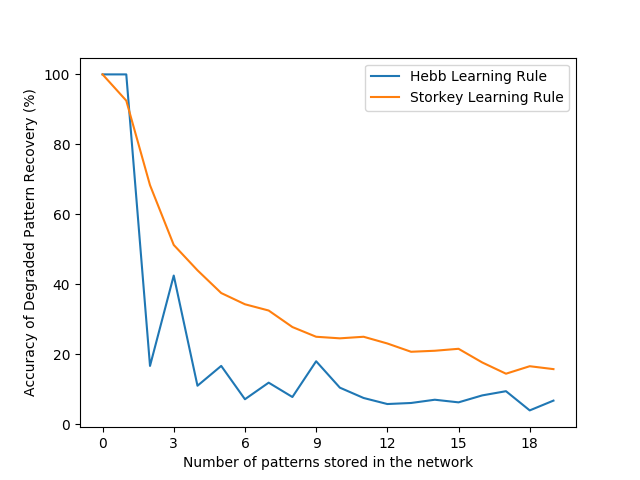 Hebb Learning Rule
Storkey Learning Rule
Accuracy of Degraded Pattern Recovery (%)
100
80
60
40
20
0
0 3 6 9 12 15 18
Number of patterns stored in the network